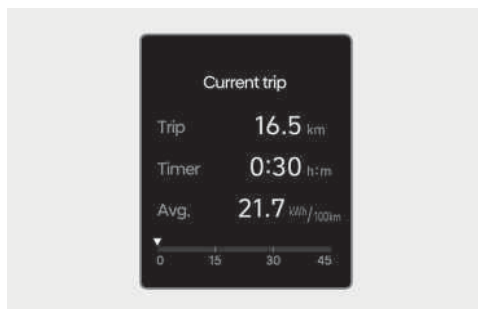 Current trip
Trip 16.5 km
Timer 0:30 h:m
Avg. 21.7 kWh/100km
0 15 30 45